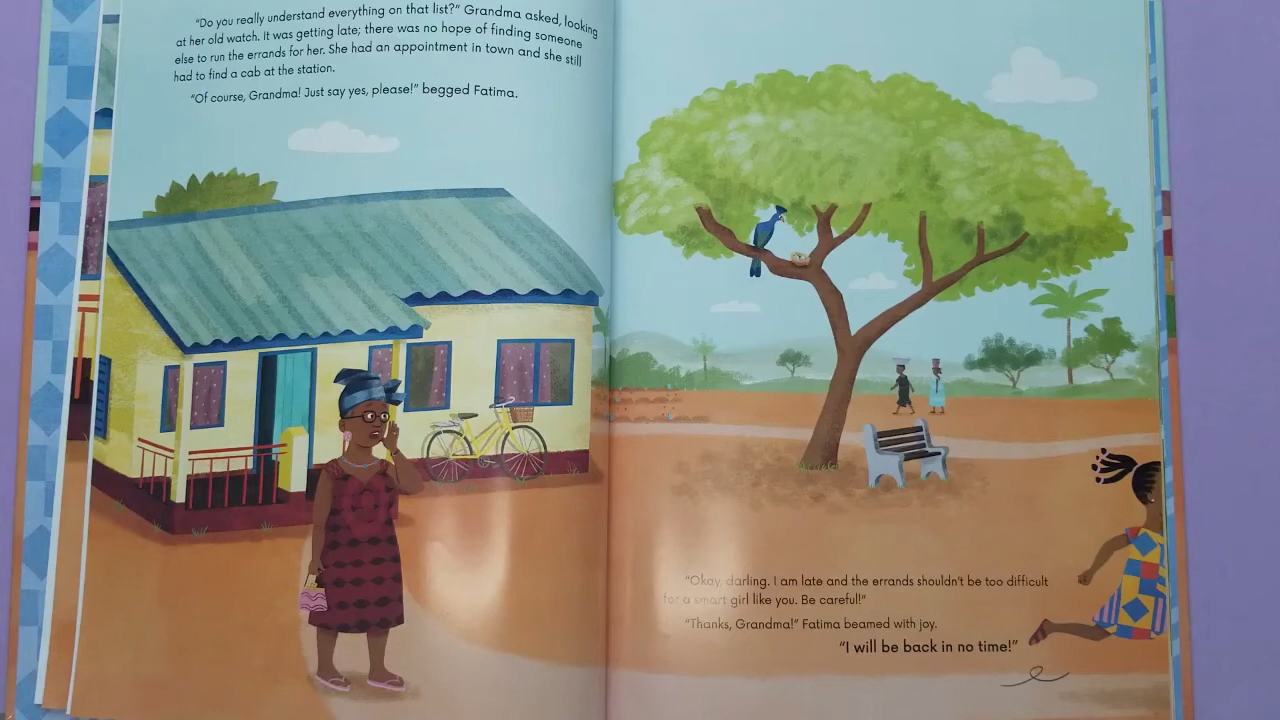 "Do you really understand everything on that list?" Grandma asked, looking
at her old watch. It was getting late; there was no hope of finding someone
else to run the errands for her. She had an appointment in town and she still
had to find a cab at the station.
"Of course, Grandma! Just say yes, please!" begged Fatima.
"Okay, darling. I am late and the errands shouldn't be too difficult
for a smart girl like you. Be careful!"
"Thanks, Grandma!" Fatima beamed with joy.
"I will be back in no time!"